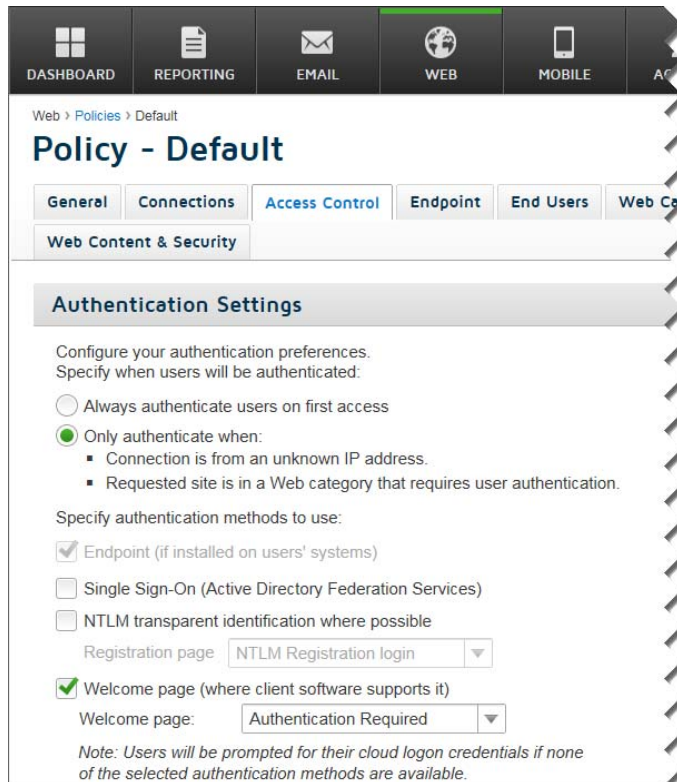 DASHBOARD REPORTING EMAIL WEB MOBILE
Web › Policies › Default
Policy - Default
General Connections Access Control Endpoint End Users Web
Web Content & Security
Authentication Settings
Configure your authentication preferences.
Specify when users will be authenticated:
Always authenticate users on first access
Only authenticate when:
▪ Connection is from an unknown IP address.
▪ Requested site is in a Web category that requires user authentication.
Specify authentication methods to use:
Endpoint (if installed on users' systems)
Single Sign-On (Active Directory Federation Services)
NTLM transparent identification where possible
Registration page NTLM Registration login
Welcome page (where client software supports it)
Welcome page: Authentication Required
Note: Users will be prompted for their cloud logon credentials if none
of the selected authentication methods are available.